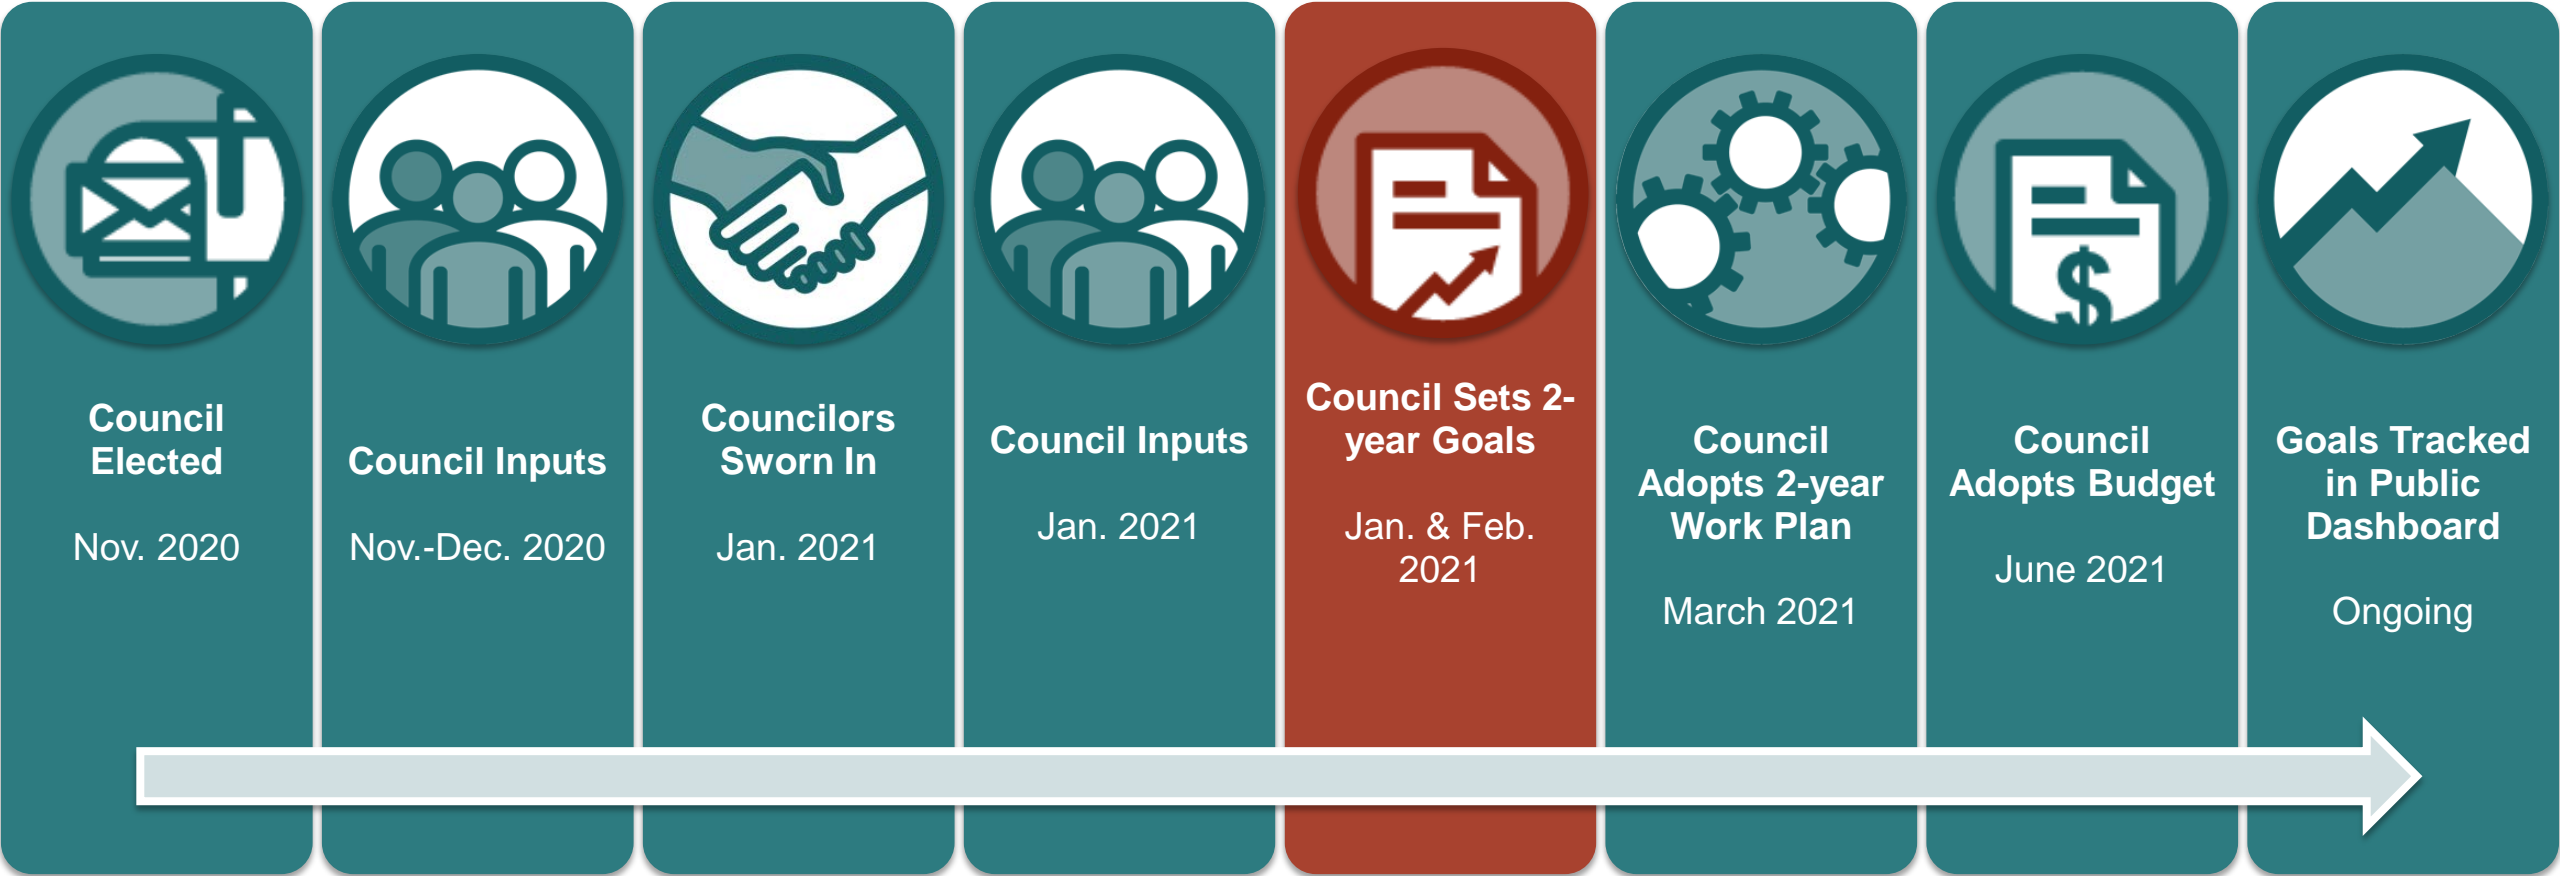 Council
Elected
Nov. 2020
Council Inputs
Nov.-Dec. 2020
Councilors
Sworn In
Jan. 2021
Council Inputs
Jan. 2021
Council Sets 2-
year Goals
Jan. & Feb.
2021
Council
Adopts 2-year
Work Plan
March 2021
Council
Adopts Budget
June 2021
Goals Tracked
in Public
Dashboard
Ongoing
$